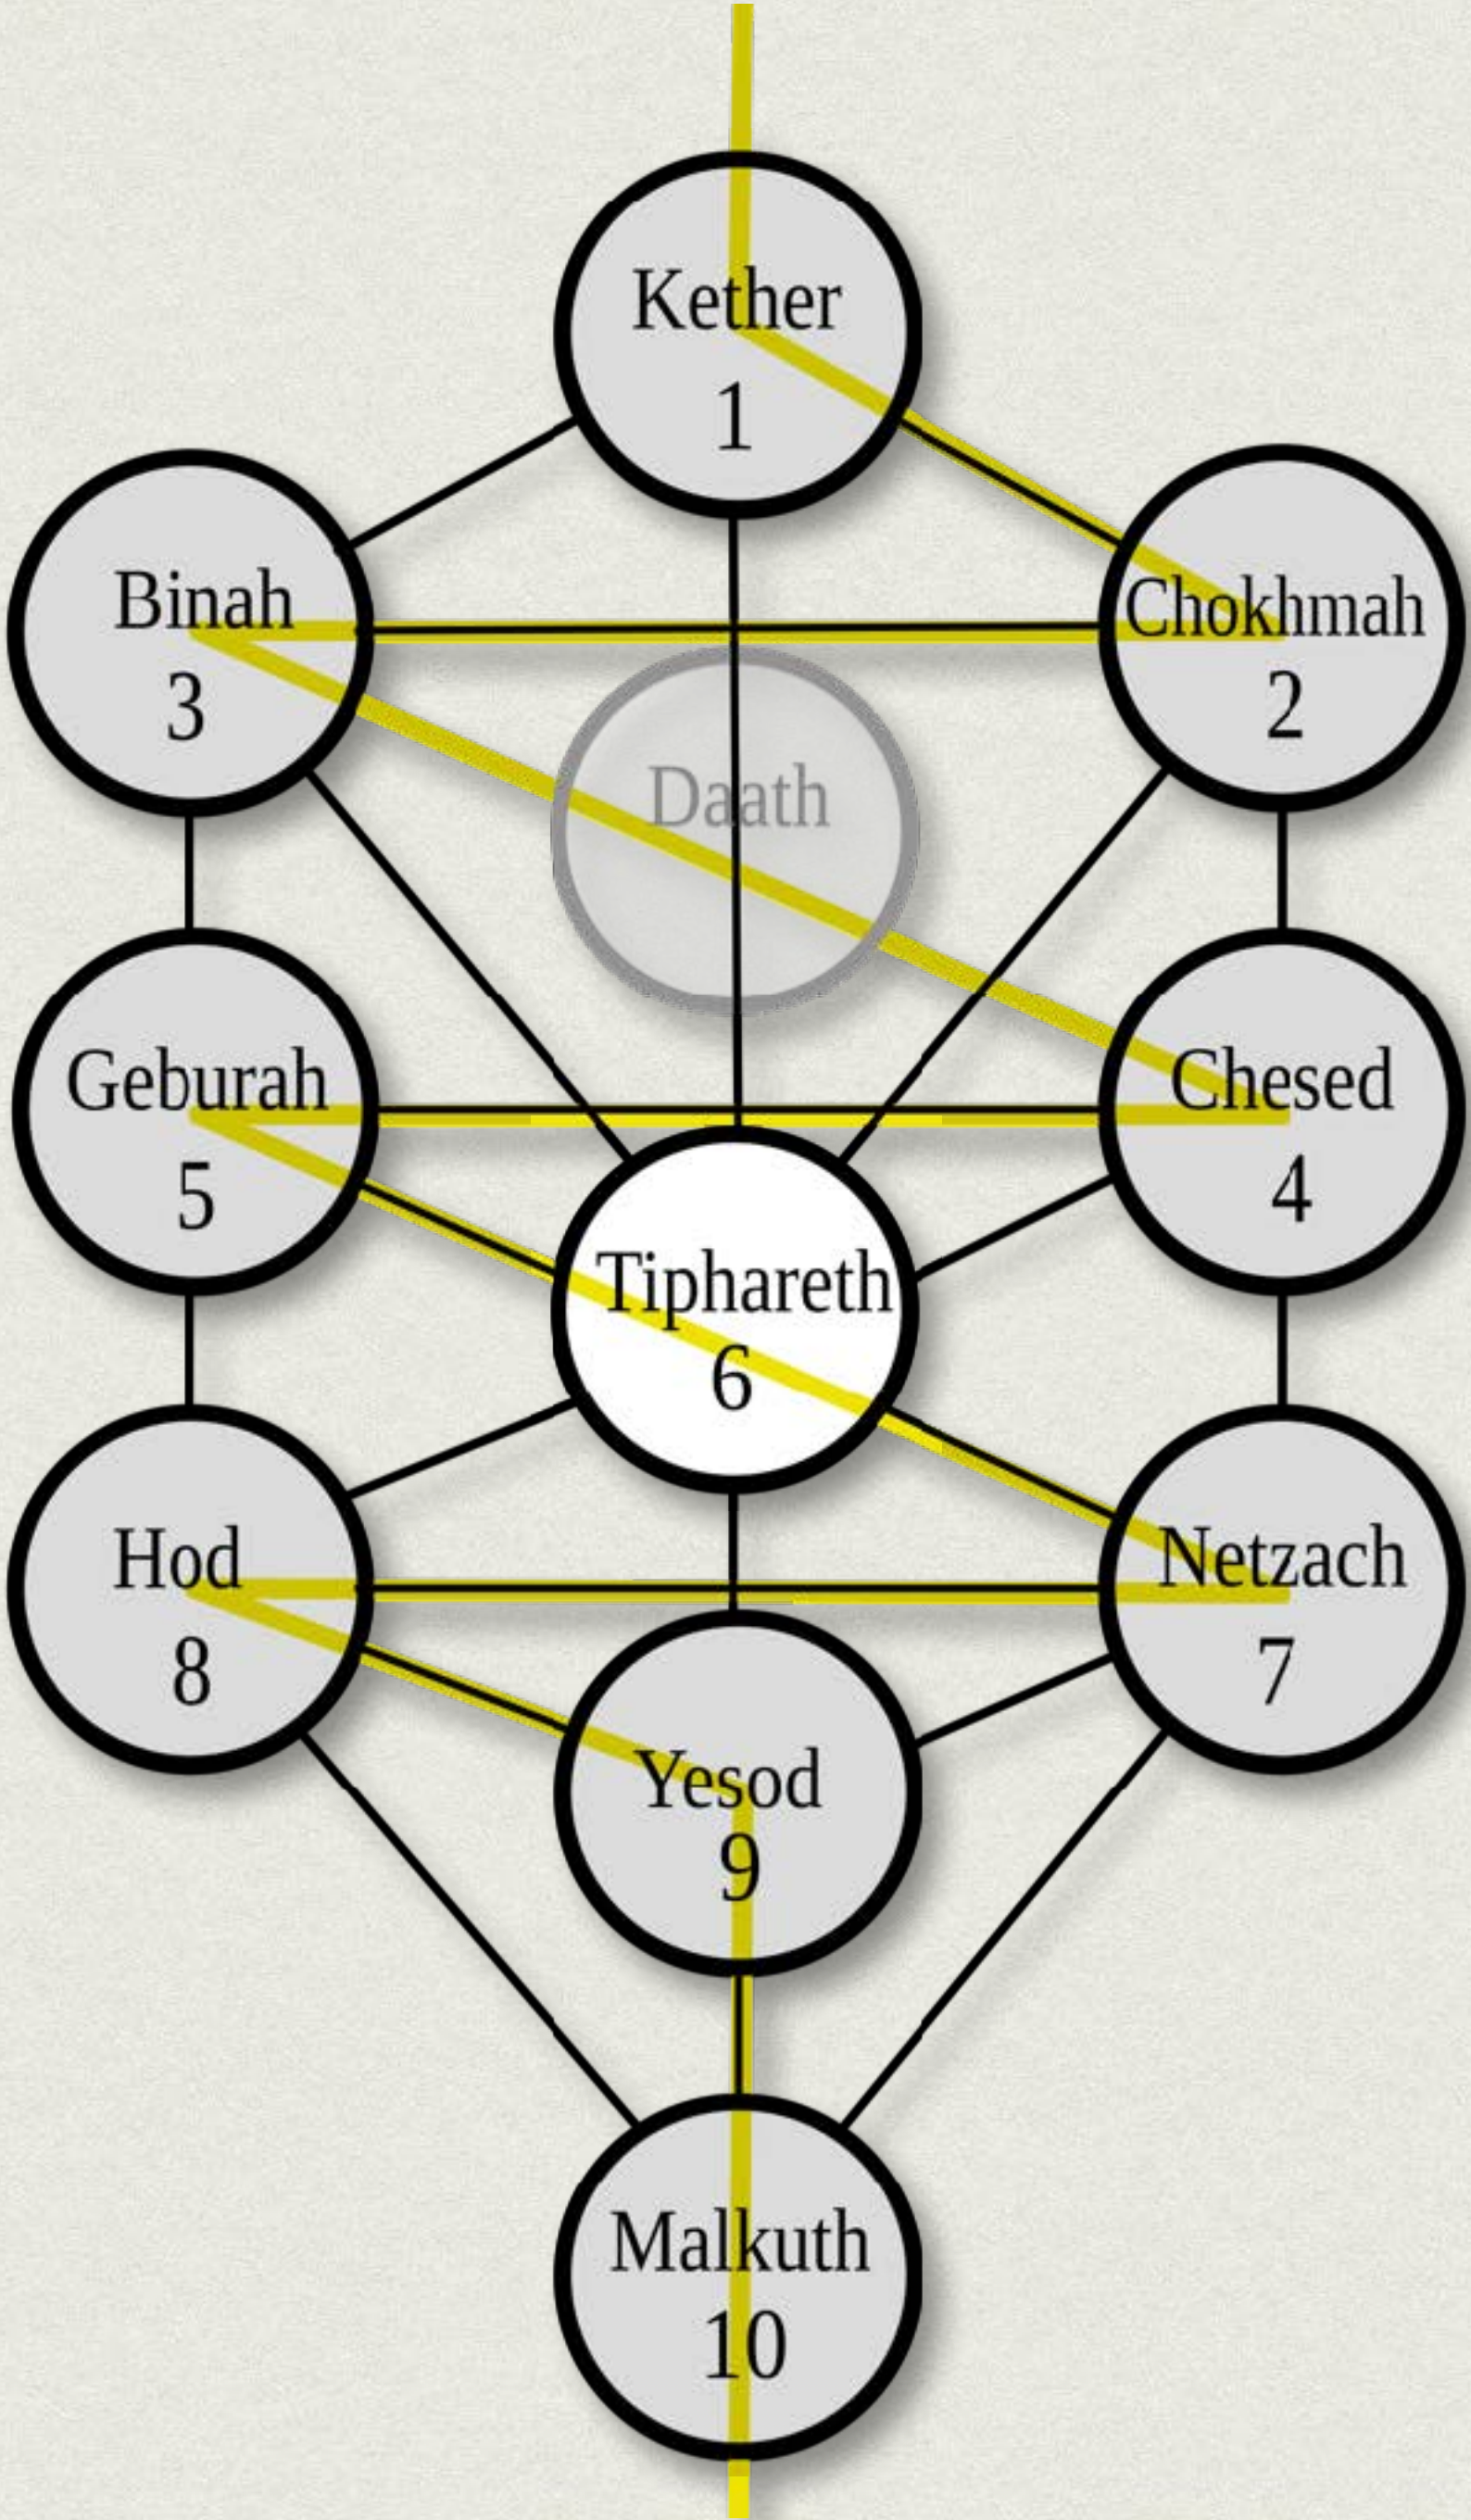 Kether
1
Binah
3
Chokhmah
2
Daath
Geburah
5
Chesed
4
Tiphareth
6
Hod
8
Netzach
7
Yesod
9
Malkuth
10